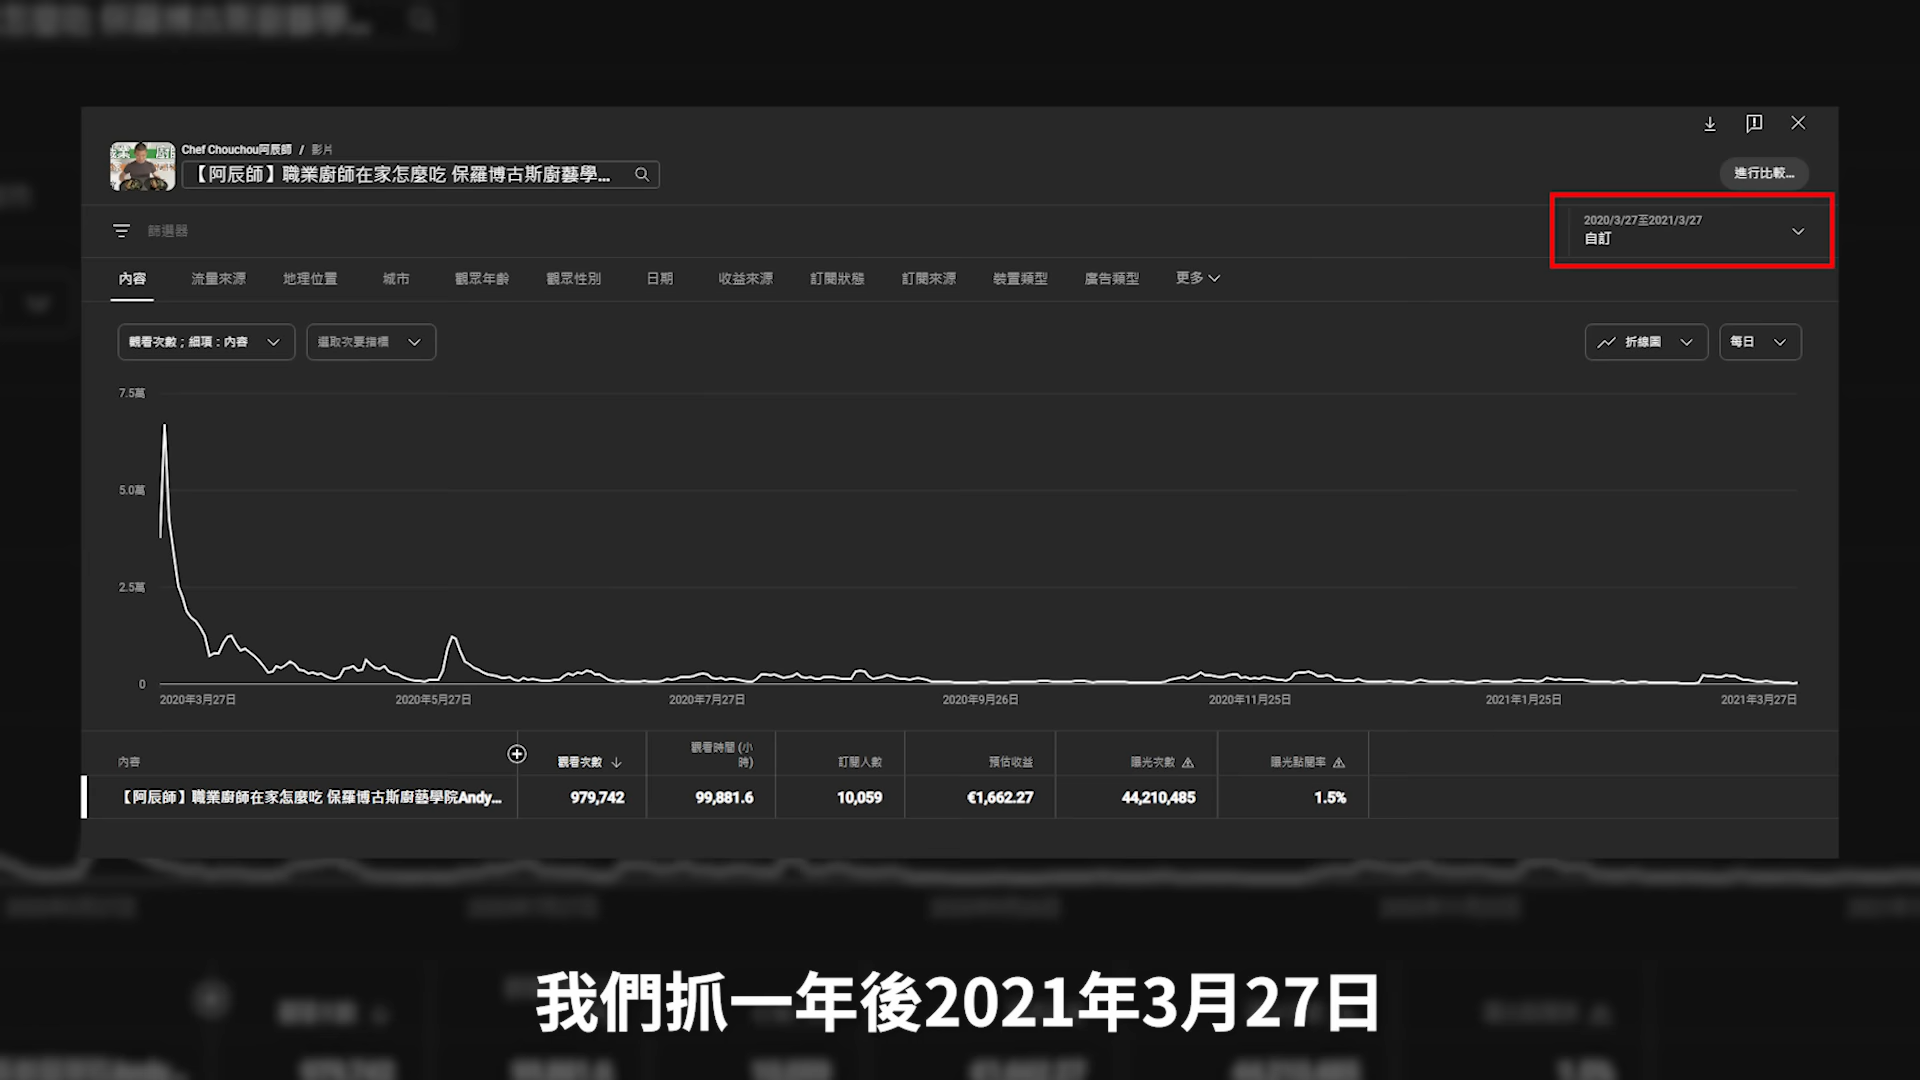 Chef Chouchou阿辰師 / 影片
【阿辰師】職業廚師在家怎麼吃 保羅博古斯廚藝學...
進行比較...
篩選器
2020/3/27至2021/3/27
自訂
內容 流量來源 地理位置 城市 觀眾年齡 觀眾性別 日期 收益來源 訂閱狀態 訂閱來源 裝置類型 廣告類型 更多
觀看次數；細項：內容 選取次要指標 折線圖 每日
7.5萬
5.0萬
2.5萬
0
2020年3月27日 2020年5月27日 2020年7月27日 2020年9月26日 2020年11月25日 2021年1月25日 2021年3月27日
內容 觀看次數 觀看時間 (小時) 訂閱人數 預估收益 曝光次數 曝光點閱率
【阿辰師】職業廚師在家怎麼吃 保羅博古斯廚藝學院Andy... 979,742 99,881.6 10,059 €1,662.27 44,210,485 1.5%
我們抓一年後2021年3月27日